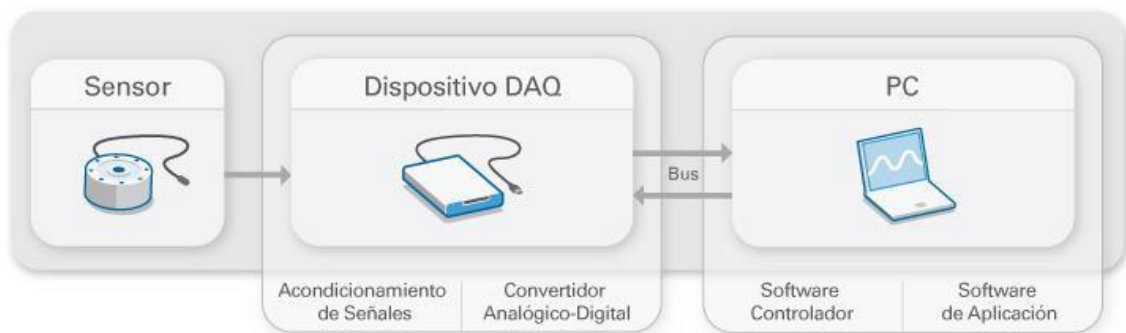 Sensor
Dispositivo DAQ
PC
Bus
Acondicionamiento
de Señales
Convertidor
Analógico-Digital
Software
Controlador
Software
de Aplicación